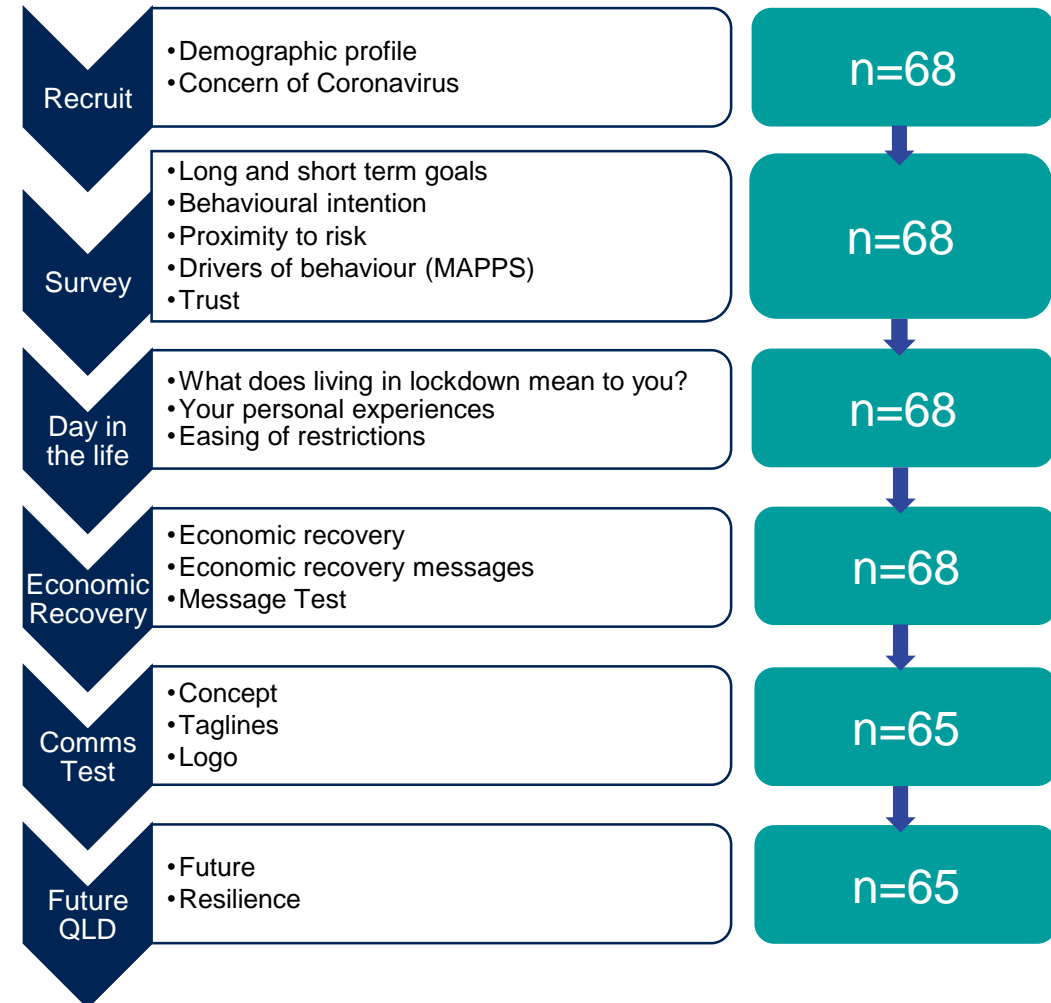 Recruit
•Demographic profile
•Concern of Coronavirus
n=68
Survey
•Long and short term goals
•Behavioural intention
•Proximity to risk
•Drivers of behaviour (MAPPS)
•Trust
n=68
Day in
the life
•What does living in lockdown mean to you?
•Your personal experiences
•Easing of restrictions
n=68
Economic
Recovery
•Economic recovery
•Economic recovery messages
•Message Test
n=68
Comms
Test
•Concept
•Taglines
•Logo
n=65
Future
QLD
•Future
•Resilience
n=65